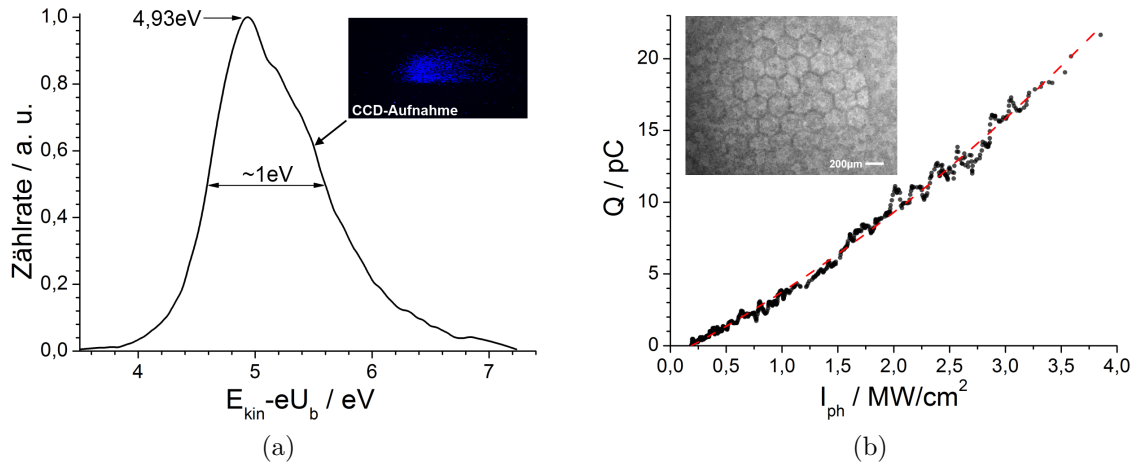 4,93eV
CCD-Aufnahme
~1eV
Zählrate / a. u.
1,0
0,8
0,6
0,4
0,2
0,0
4 5 6 7
E_kin-eU_b / eV
(a)
200µm
Q / pC
20
15
10
5
0
0 0,5 1,0 1,5 2,0 2,5 3,0 3,5 4,0
I_ph / MW/cm²
(b)